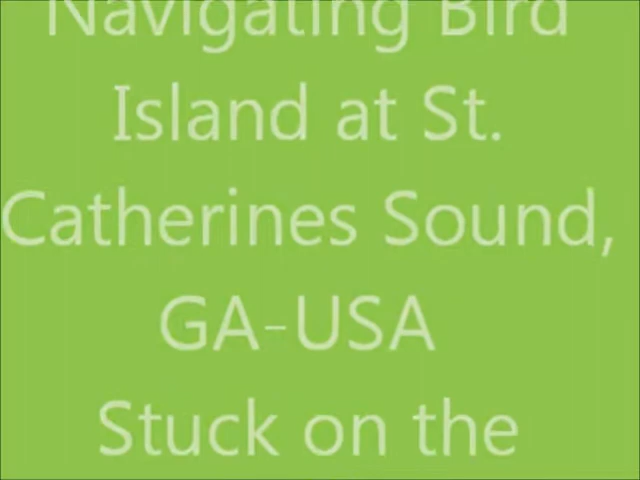 Navigating Bird
Island at St.
Catherines Sound,
GA-USA
Stuck on the